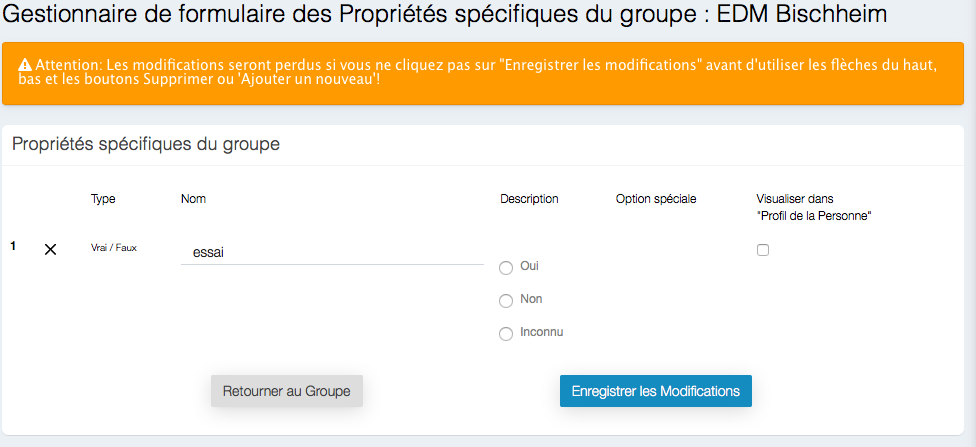 Gestionnaire de formulaire des Propriétés spécifiques du groupe : EDM Bischheim
Attention: Les modifications seront perdus si vous ne cliquez pas sur "Enregistrer les modifications" avant d'utiliser les flèches du haut,
bas et les boutons Supprimer ou 'Ajouter un nouveau'!
Propriétés spécifiques du groupe
Type Nom Description Option spéciale Visualiser dans
"Profil de la Personne"
1 Vrai / Faux essai
Oui
Non
Inconnu
Retourner au Groupe Enregistrer les Modifications